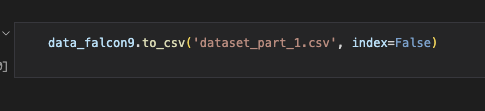 data_falcon9.to_csv('dataset_part_1.csv', index=False)
]